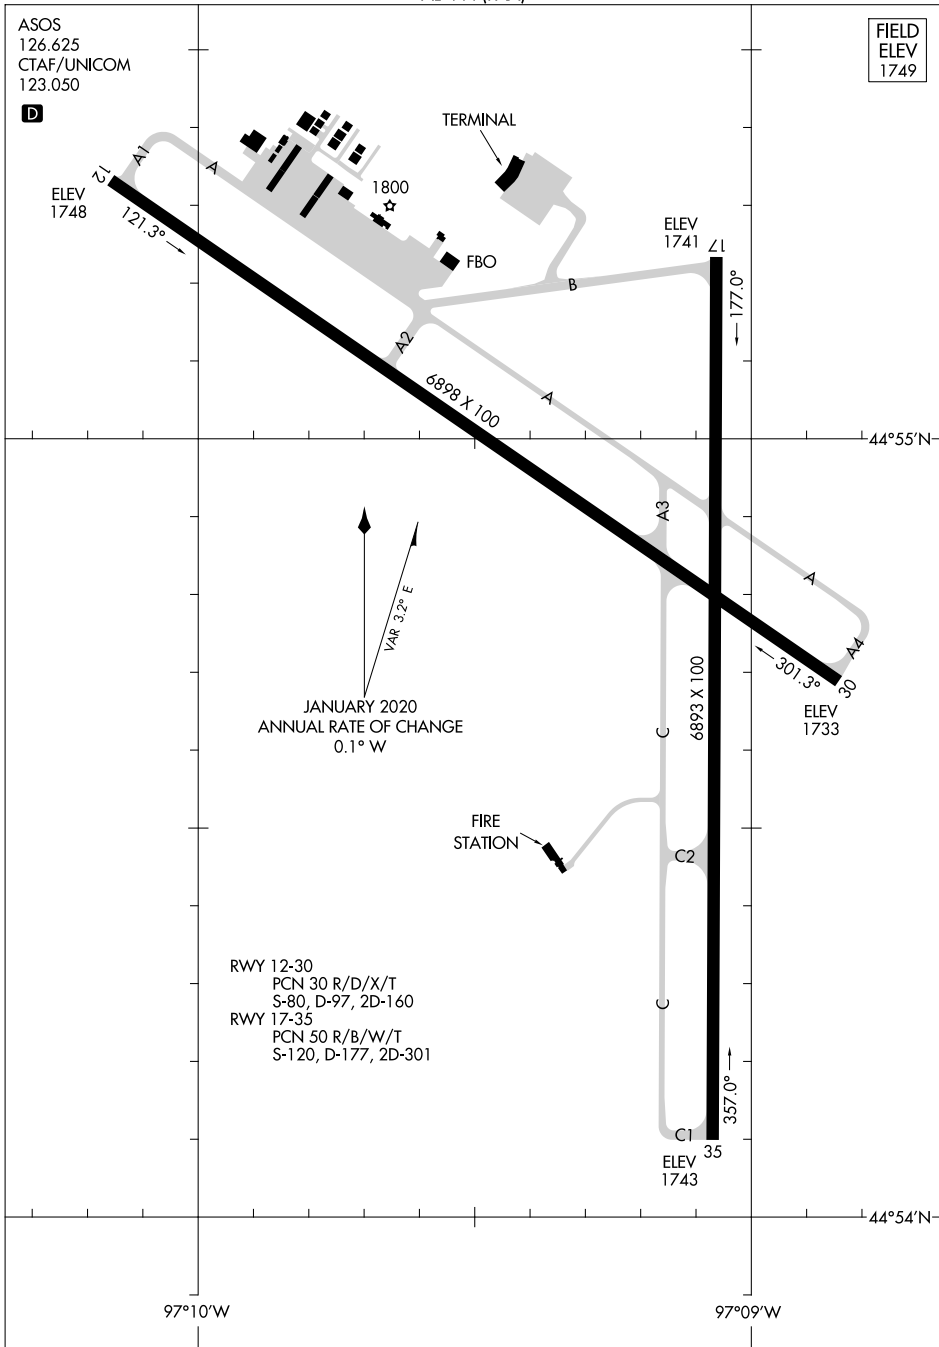 ASOS
126.625
CTAF/UNICOM
123.050
D
FIELD
ELEV
1749
TERMINAL
A1
A
12
ELEV
1748
121.3°
1800
FBO
ELEV
1741
17
177.0°
B
A2
6898 X 100
A
44°55'N
A3
A
A4
VAR 3.2° E
301.3°
30
ELEV
1733
6893 X 100
JANUARY 2020
ANNUAL RATE OF CHANGE
0.1° W
C
FIRE
STATION
C2
RWY 12-30
PCN 30 R/D/X/T
S-80, D-97, 2D-160
RWY 17-35
PCN 50 R/B/W/T
S-120, D-177, 2D-301
C
357.0°
C1
35
ELEV
1743
44°54'N
97°10'W
97°09'W